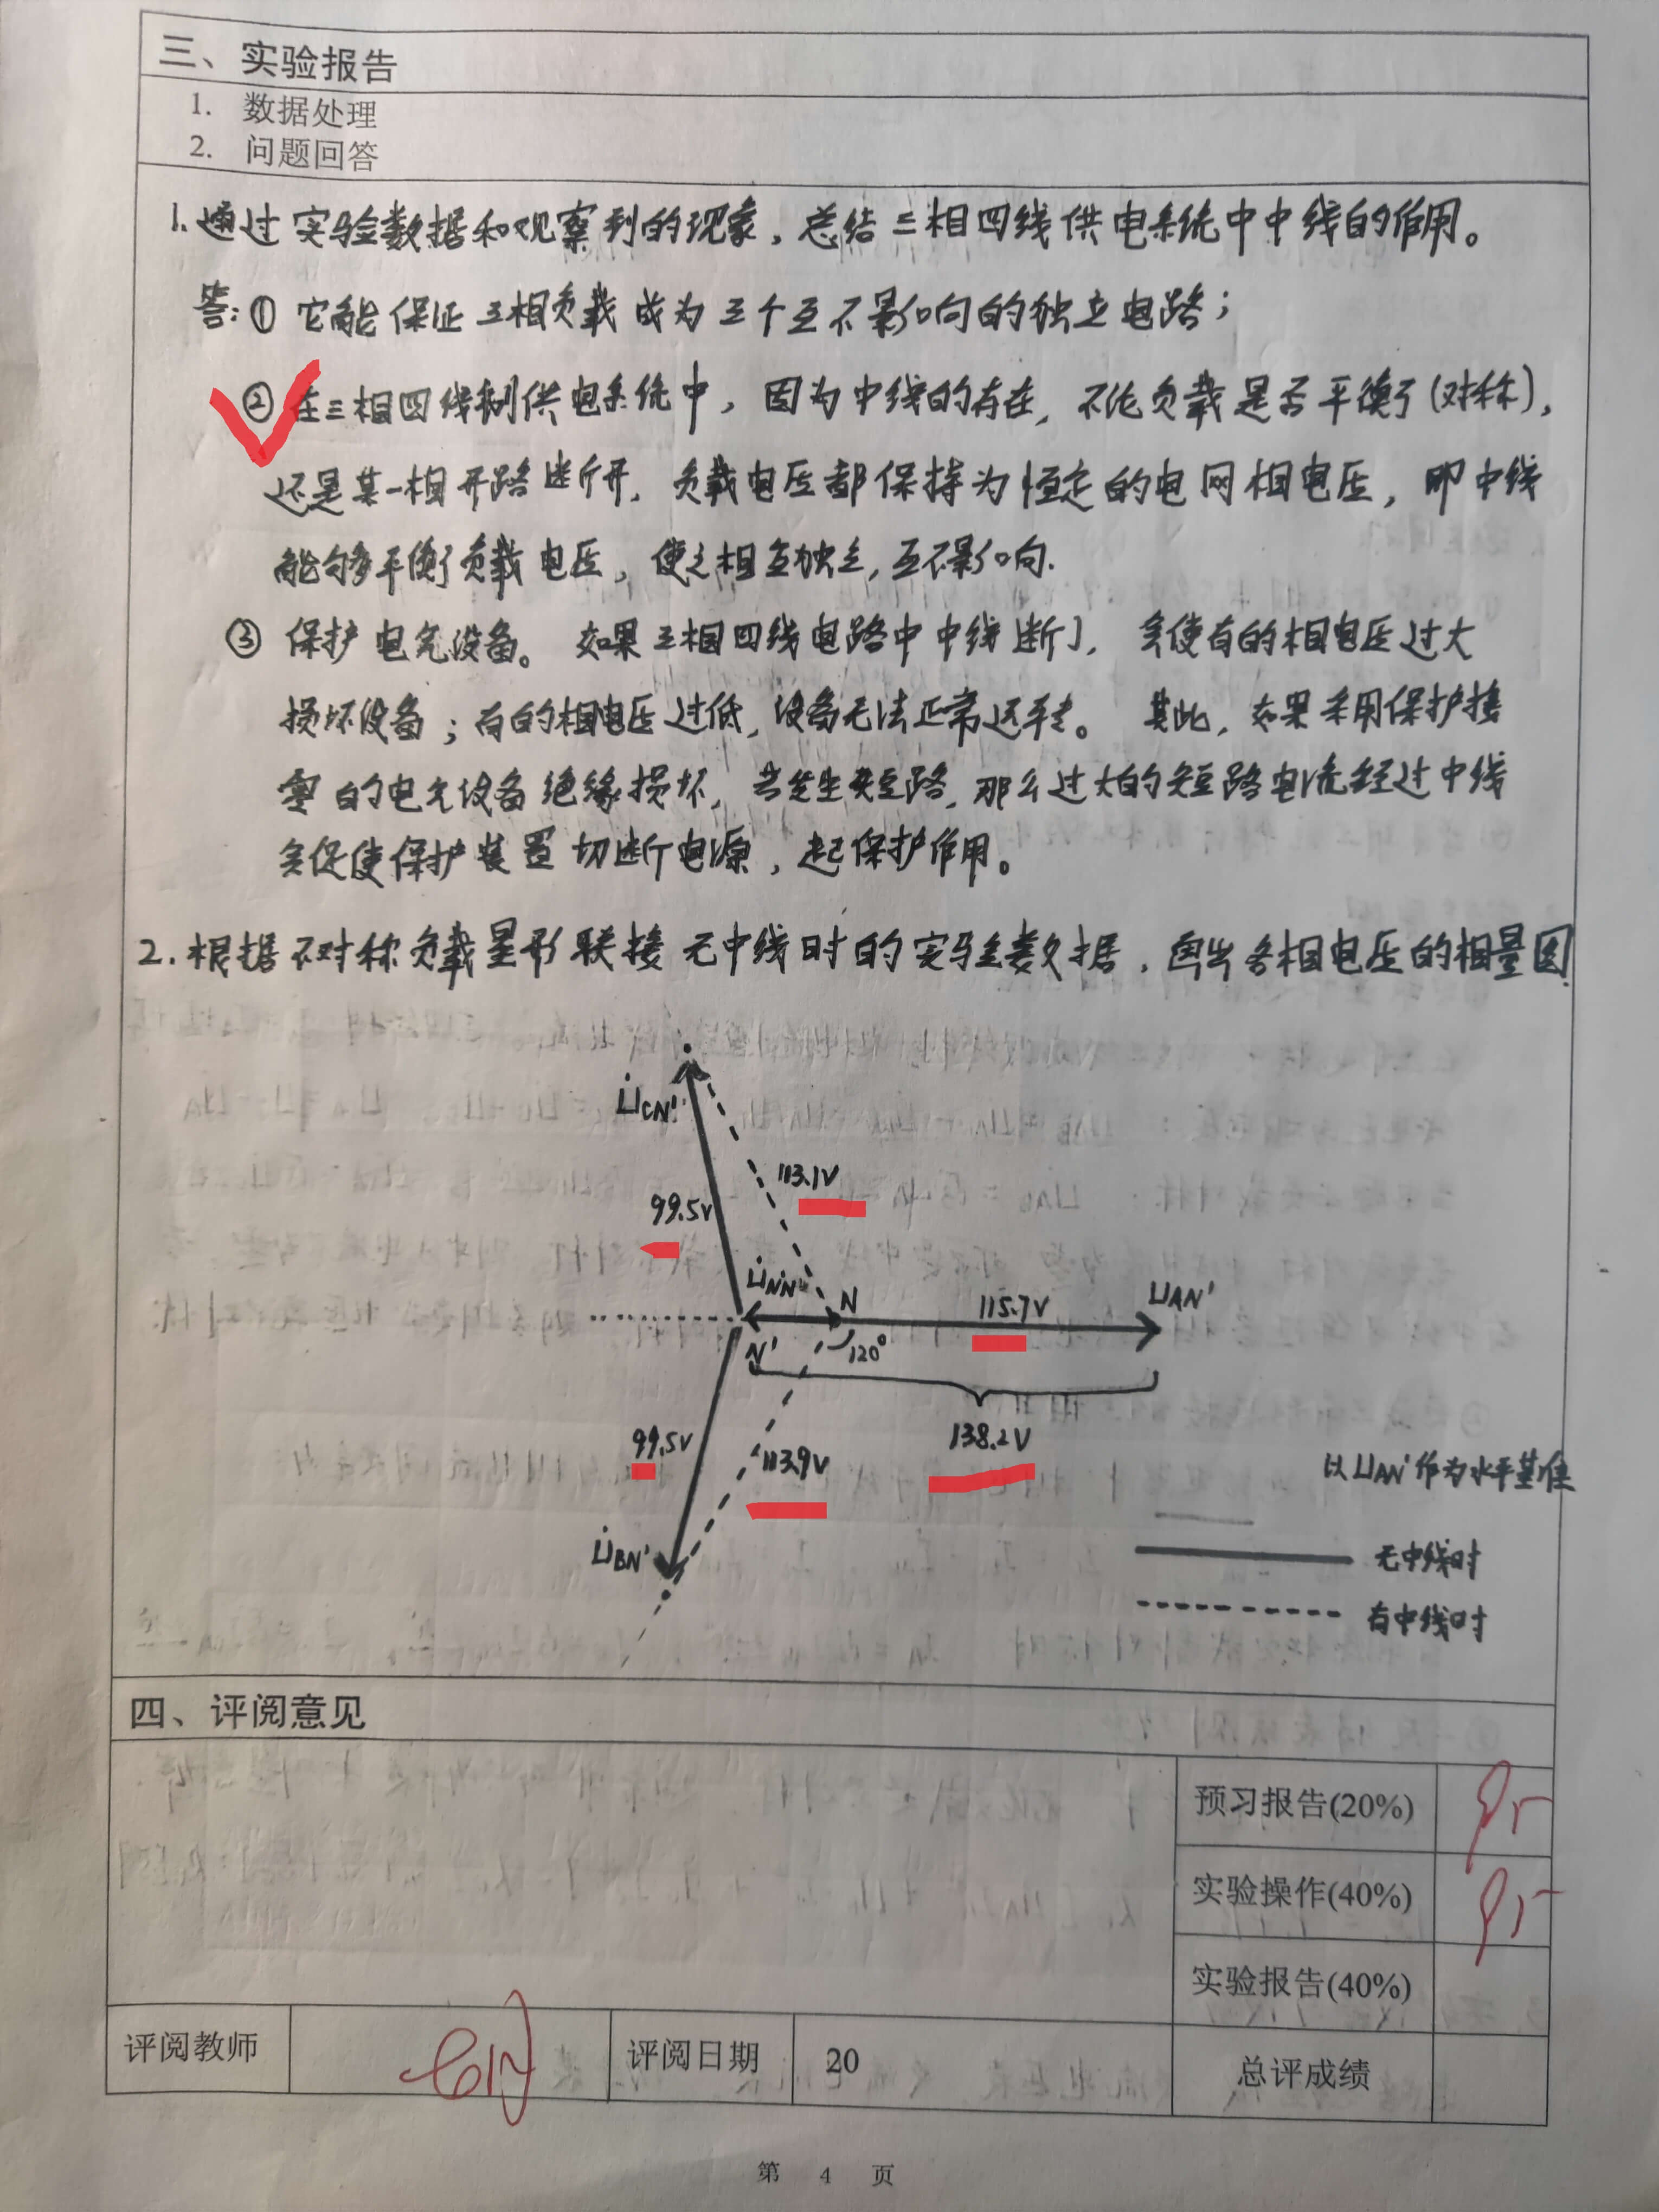 三、实验报告
1. 数据处理
2. 问题回答
1.通过实验数据和观察到的现象，总结三相四线供电系统中中线的作用。
答：① 它能保证三相负载成为三个互不影响的独立电路；
② 在三相四线制供电系统中，因为中线的存在，不论负载是否平衡（对称），
还是某一相开路断开，负载电压都保持为恒定的电网相电压，即中线
能够平衡负载电压，使之相互独立，互不影响.
③ 保护电气设备。如果三相四线电路中中线断了，会使有的相电压过大
损坏设备；有的相电压过低，设备无法正常运转。其此，如果采用保护接
零的电气设备绝缘损坏，当发生短路，那么过大的短路电流经过中线
会促使保护装置切断电源，起保护作用。
2.根据不对称负载星形联接无中线时的实验数据，画出各相电压的相量图.
U̇CN'
113.1V
99.5V
U̇NN'
N
115.7V
UAN'
N'
120°
138.2V
99.5V
113.9V
以UAN'作为水平基准
U̇BN'
无中线时
有中线时
四、评阅意见
预习报告(20%)
实验操作(40%)
实验报告(40%)
评阅教师
评阅日期
20
总评成绩
第 4 页